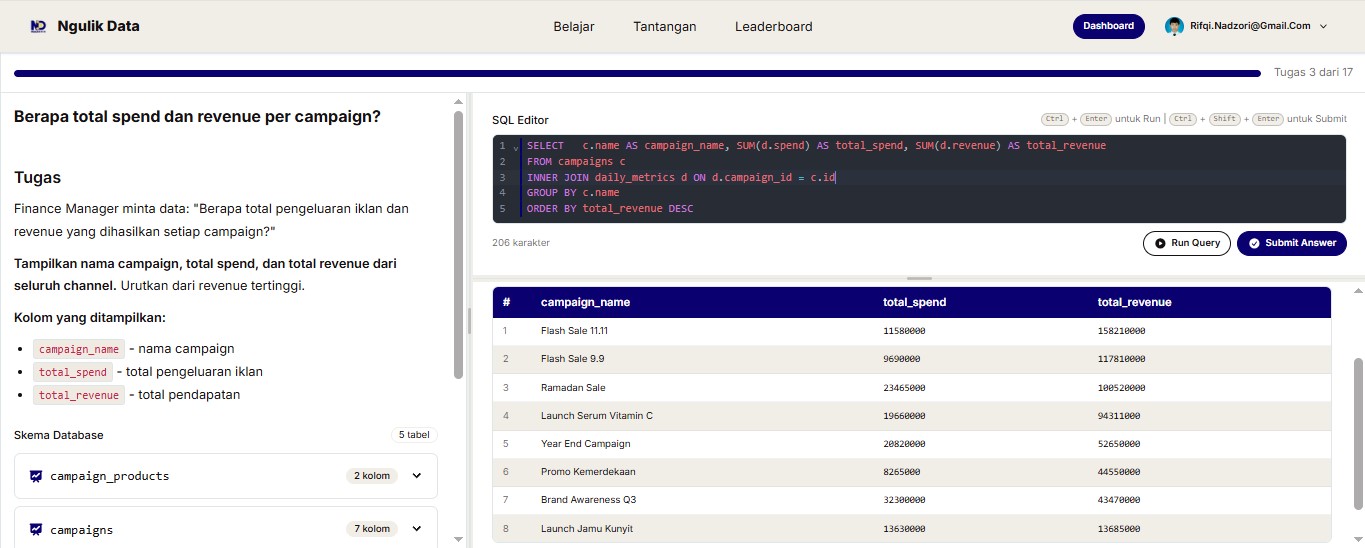 Ngulik Data
Belajar
Tantangan
Leaderboard
Dashboard
Rifqi.Nadzori@Gmail.Com
Tugas 3 dari 17
Berapa total spend dan revenue per campaign?
Tugas
Finance Manager minta data: "Berapa total pengeluaran iklan dan
revenue yang dihasilkan setiap campaign?"
Tampilkan nama campaign, total spend, dan total revenue dari
seluruh channel. Urutkan dari revenue tertinggi.
Kolom yang ditampilkan:
campaign_name - nama campaign
total_spend - total pengeluaran iklan
total_revenue - total pendapatan
Skema Database
5 tabel
campaign_products
2 kolom
campaigns
7 kolom
SQL Editor
Ctrl + Enter untuk Run | Ctrl + Shift + Enter untuk Submit
1 SELECT   c.name AS campaign_name, SUM(d.spend) AS total_spend, SUM(d.revenue) AS total_revenue
2 FROM campaigns c
3 INNER JOIN daily_metrics d ON d.campaign_id = c.id
4 GROUP BY c.name
5 ORDER BY total_revenue DESC
206 karakter
Run Query
Submit Answer
# campaign_name total_spend total_revenue
1 Flash Sale 11.11 11580000 158210000
2 Flash Sale 9.9 9690000 117810000
3 Ramadan Sale 23465000 100520000
4 Launch Serum Vitamin C 19660000 94311000
5 Year End Campaign 20820000 52650000
6 Promo Kemerdekaan 8265000 44550000
7 Brand Awareness Q3 32300000 43470000
8 Launch Jamu Kunyit 13630000 13685000